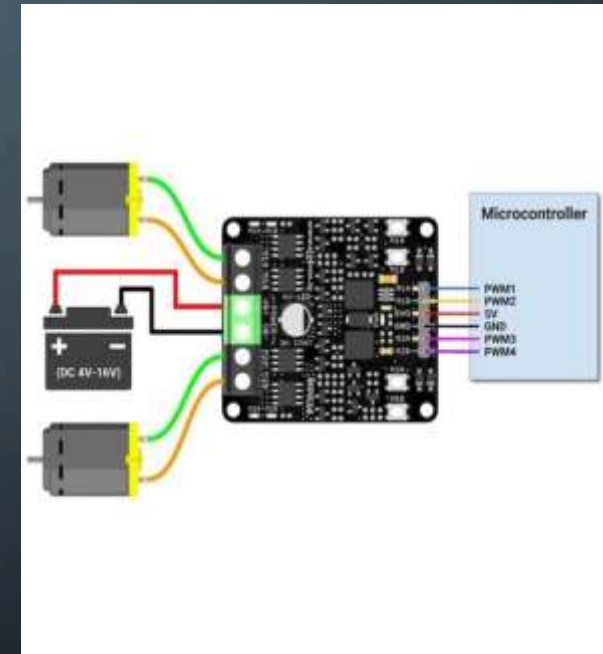 Microcontroller
PWM1
PWM2
5V
GND
PWM3
PWM4
+ −
(DC 4V-16V)